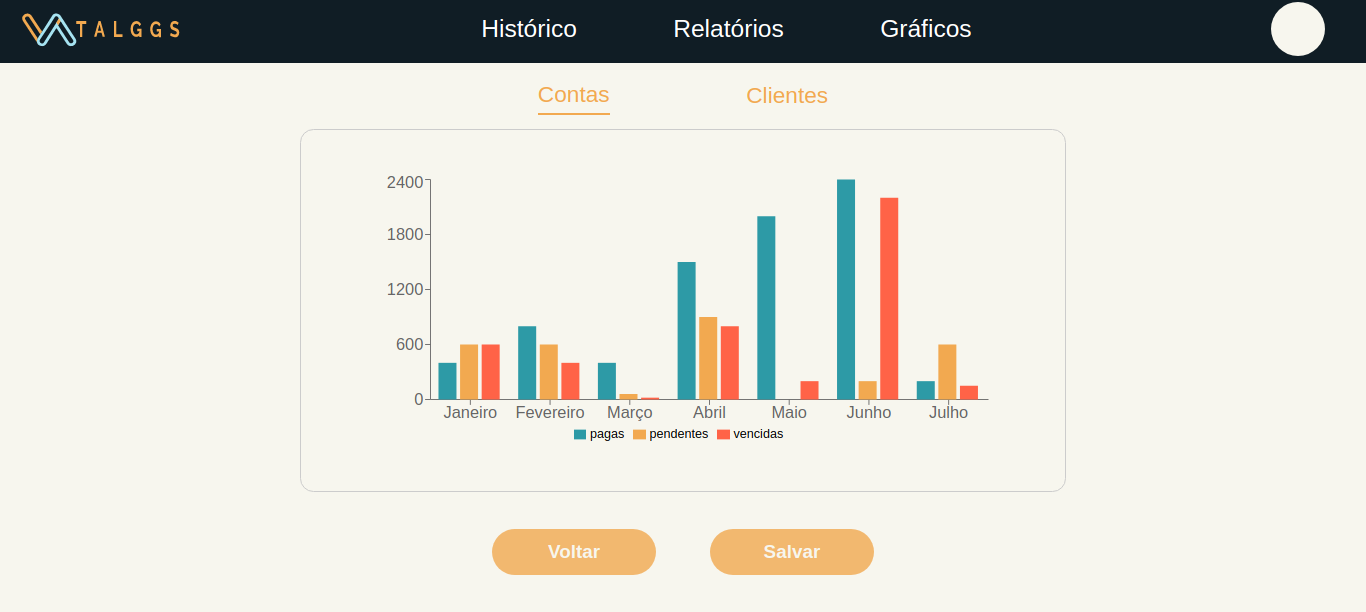 TALGGS Histórico Relatórios Gráficos
Contas Clientes
2400
1800
1200
600
0
Janeiro Fevereiro Março Abril Maio Junho Julho
pagas pendentes vencidas
Voltar Salvar